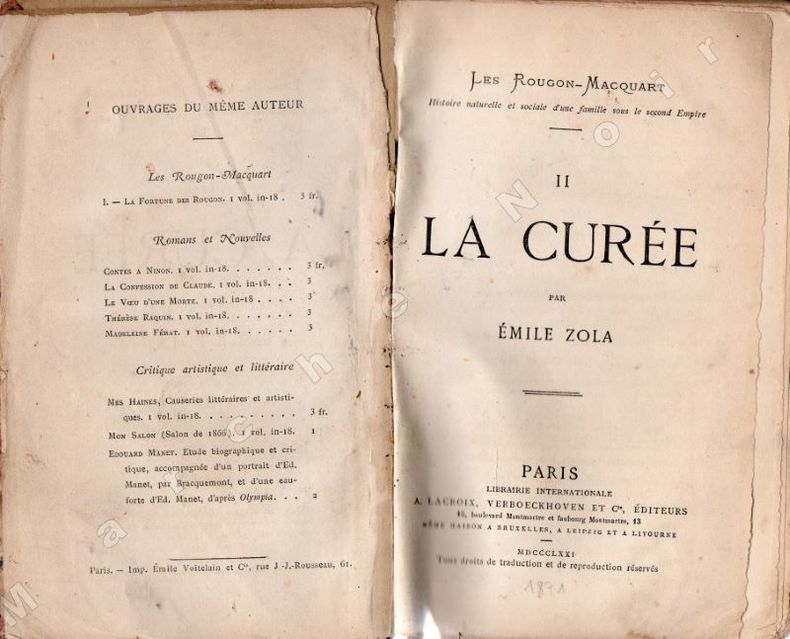 OUVRAGES DU MÊME AUTEUR
Les Rougon-Macquart
I. — LA FORTUNE DES ROUGON. 1 vol. in-18 . 3 fr.
Romans et Nouvelles
CONTES A NINON. 1 vol. in-18. . . . . . . 3 fr.
LA CONFESSION DE CLAUDE. 1 vol. in-18. . . . 3
LE VŒU D'UNE MORTE. 1 vol. in-18 . . . . 3
THÉRÈSE RAQUIN. 1 vol. in-18. . . . . . . 3
MADELEINE FÉRAT. 1 vol. in-18. . . . . . 3
Critique artistique et littéraire
MES HAINES, Causeries littéraires et artisti-
ques. 1 vol. in-18. . . . . . . . . . 3 fr.
MON SALON (Salon de 1866). 1 vol. in-18. 1
EDOUARD MANET. Etude biographique et cri-
tique, accompagnée d'un portrait d'Ed.
Manet, par Bracquemont, et d'une eau-
forte d'Ed. Manet, d'après Olympia. . . 2
Paris. — Imp. Émile Voitelain et Cie, rue J.-J.-Rousseau, 61.
LES ROUGON-MACQUART
Histoire naturelle et sociale d'une famille sous le second Empire
II
LA CURÉE
PAR
ÉMILE ZOLA
PARIS
LIBRAIRIE INTERNATIONALE
A. LACROIX, VERBOECKHOVEN ET Cie, ÉDITEURS
15, boulevard Montmartre et faubourg Montmartre, 13
MÊME MAISON A BRUXELLES, A LEIPZIG ET A LIVOURNE
MDCCCLXXI
Tous droits de traduction et de reproduction réservés
1871
Marche Noir